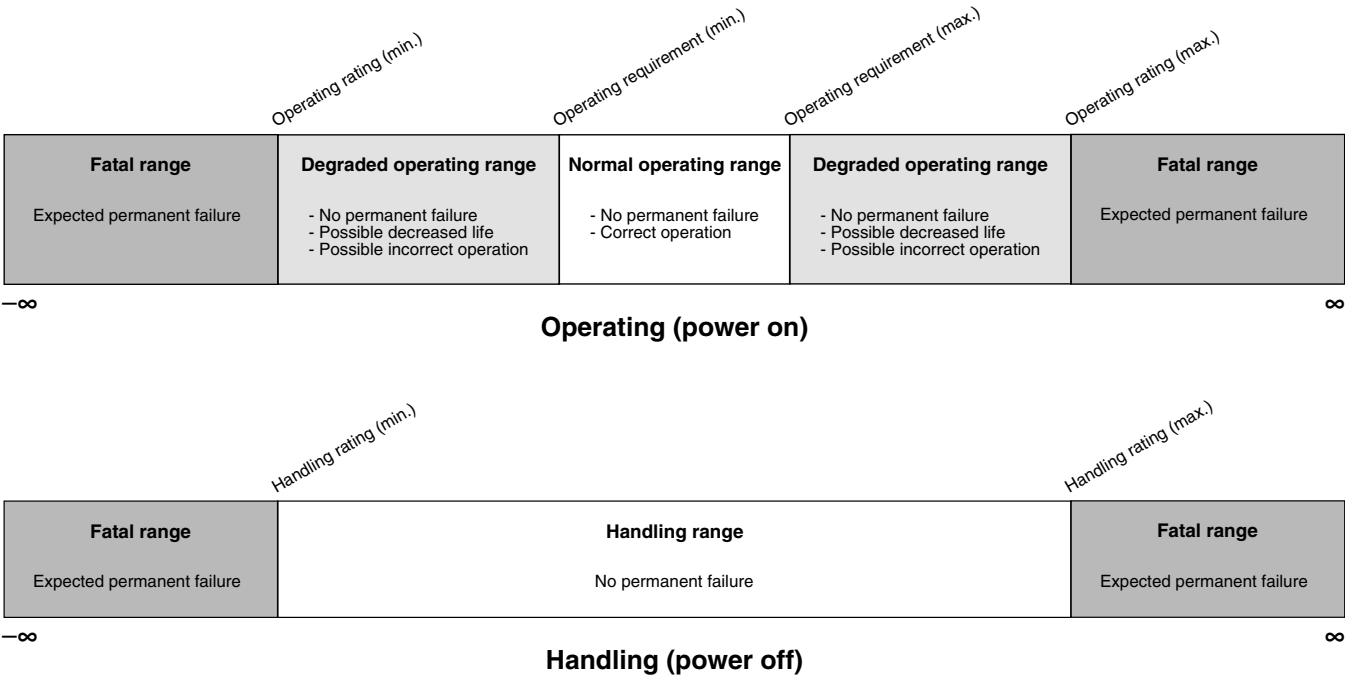 Operating rating (min.)
Operating requirement (min.)
Operating requirement (max.)
Operating rating (max.)
Fatal range
Expected permanent failure
Degraded operating range
- No permanent failure
- Possible decreased life
- Possible incorrect operation
Normal operating range
- No permanent failure
- Correct operation
Degraded operating range
- No permanent failure
- Possible decreased life
- Possible incorrect operation
Fatal range
Expected permanent failure
–∞
∞
Operating (power on)
Handling rating (min.)
Handling rating (max.)
Fatal range
Expected permanent failure
Handling range
No permanent failure
Fatal range
Expected permanent failure
–∞
∞
Handling (power off)